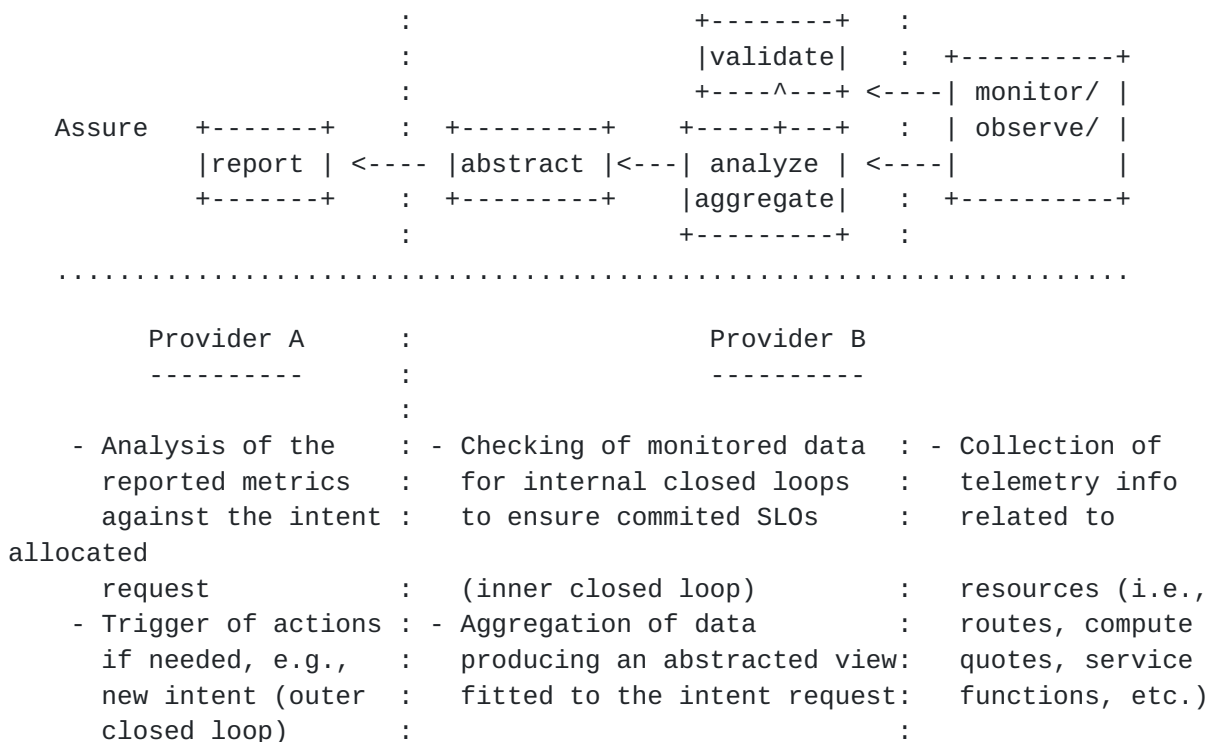 :                  +--------+   :
                         :                  |validate|   :  +----------+
                         :                  +----^---+ <----| monitor/ |
   Assure   +-------+    : +---------+    +-----+---+   :  | observe/ |
            |report | <---- |abstract |<---| analyze | <----|          |
            +-------+    : +---------+    |aggregate|   :  +----------+
                         :                 +---------+   :
   .....................................................................

         Provider A      :                   Provider B
         ----------      :                   ----------
                         :
    - Analysis of the    : - Checking of monitored data  : - Collection of
      reported metrics   :   for internal closed loops   :   telemetry info
      against the intent :   to ensure commited SLOs     :   related to
allocated
      request            :   (inner closed loop)         :   resources (i.e.,
    - Trigger of actions : - Aggregation of data         :   routes, compute
      if needed, e.g.,   :   producing an abstracted view:   quotes, service
      new intent (outer  :   fitted to the intent request:   functions, etc.)
      closed loop)       :                               :